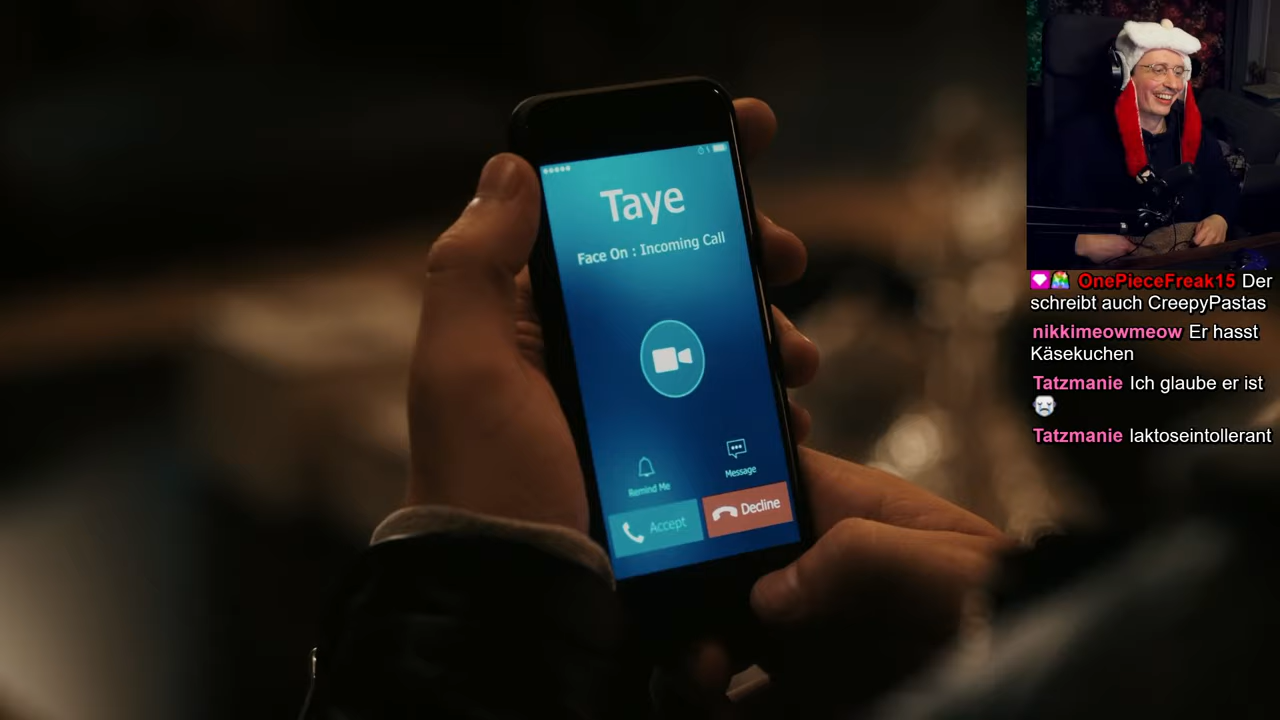 Taye
Face On : Incoming Call
Remind Me
Message
Accept
Decline
OnePieceFreak15 Der
schreibt auch CreepyPastas
nikkimeowmeow Er hasst
Käsekuchen
Tatzmanie Ich glaube er ist
Tatzmanie laktoseintollerant